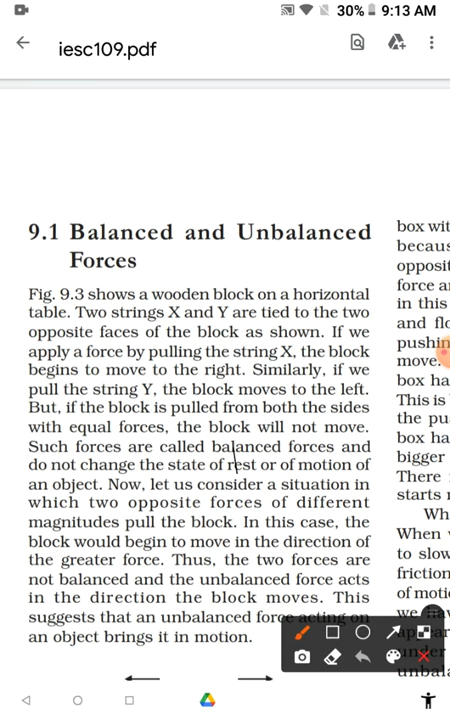 30% 9:13 AM
iesc109.pdf
9.1 Balanced and Unbalanced
Forces
Fig. 9.3 shows a wooden block on a horizontal
table. Two strings X and Y are tied to the two
opposite faces of the block as shown. If we
apply a force by pulling the string X, the block
begins to move to the right. Similarly, if we
pull the string Y, the block moves to the left.
But, if the block is pulled from both the sides
with equal forces, the block will not move.
Such forces are called balanced forces and
do not change the state of rest or of motion of
an object. Now, let us consider a situation in
which two opposite forces of different
magnitudes pull the block. In this case, the
block would begin to move in the direction of
the greater force. Thus, the two forces are
not balanced and the unbalanced force acts
in the direction the block moves. This
suggests that an unbalanced force acting on
an object brings it in motion.
box wit
becaus
opposit
force a
in this
and flo
pushin
move.
box ha
This is
the pu
box ha
bigger
There
starts
Wh
When
to slow
friction
of moti
we hav
under
unbala